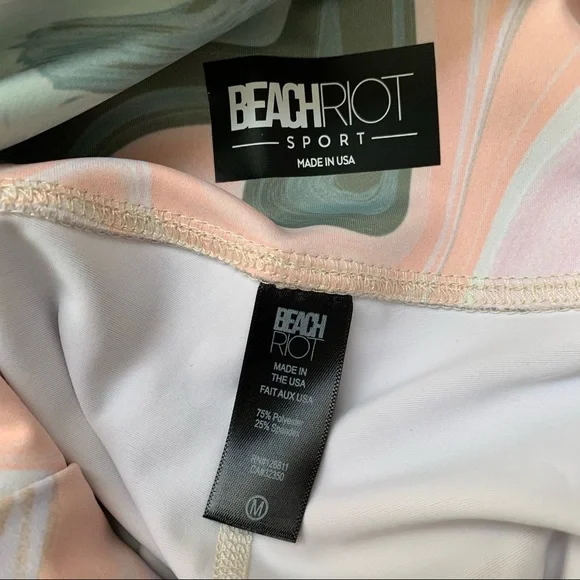 BEACHRIOT
SPORT
MADE IN USA
BEACH
RIOT
MADE IN
THE USA
FAIT AUX USA
75% Polyester
25% Spandex
M